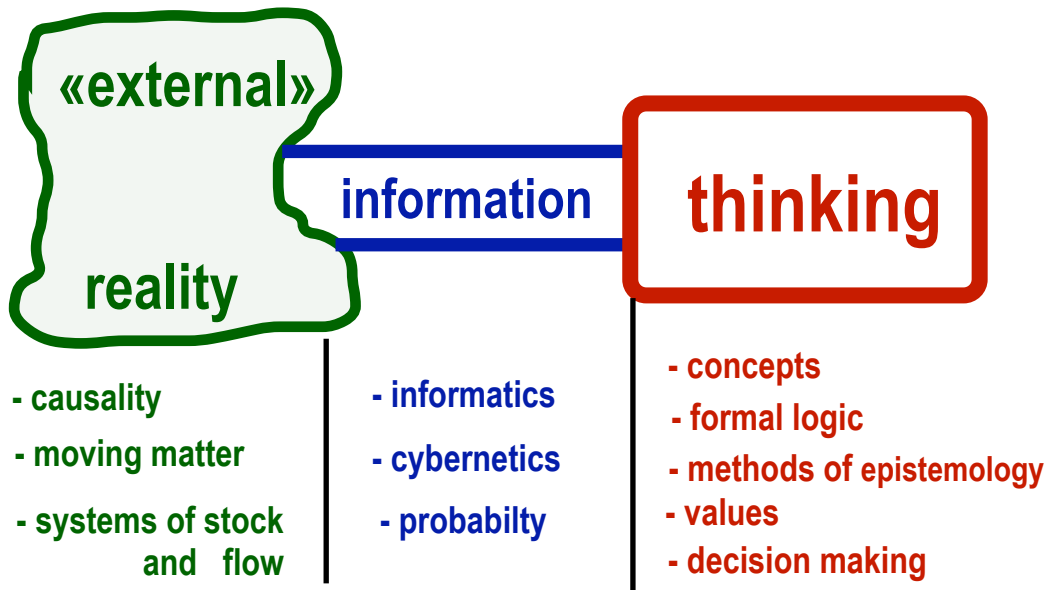 «external»
reality
information
thinking
- causality
- moving matter
- systems of stock
and flow
- informatics
- cybernetics
- probabilty
- concepts
- formal logic
- methods of epistemology
- values
- decision making